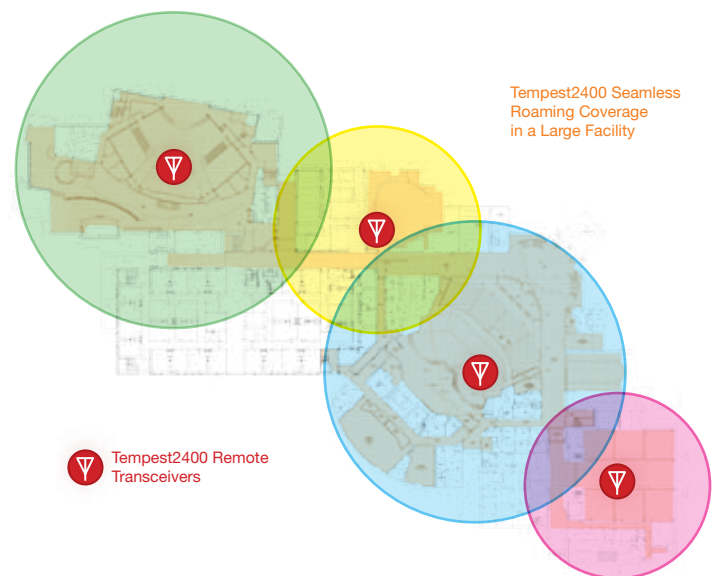 Tempest2400 Seamless
Roaming Coverage
in a Large Facility
Tempest2400 Remote
Transceivers